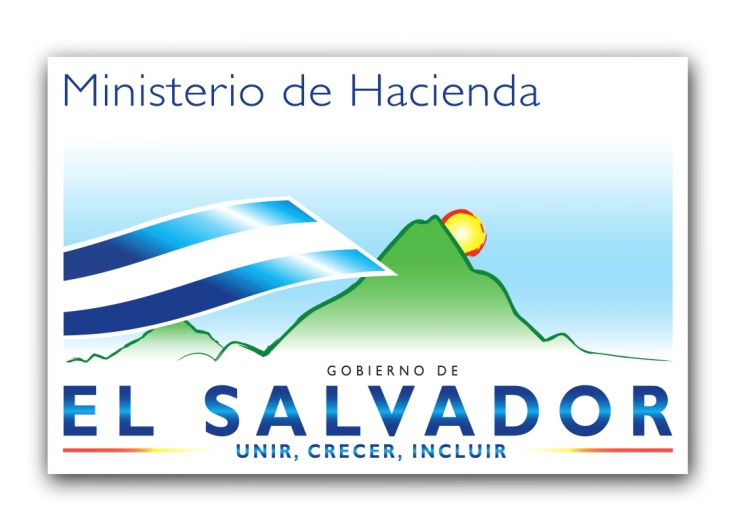 Ministerio de Hacienda
GOBIERNO DE
EL SALVADOR
UNIR, CRECER, INCLUIR